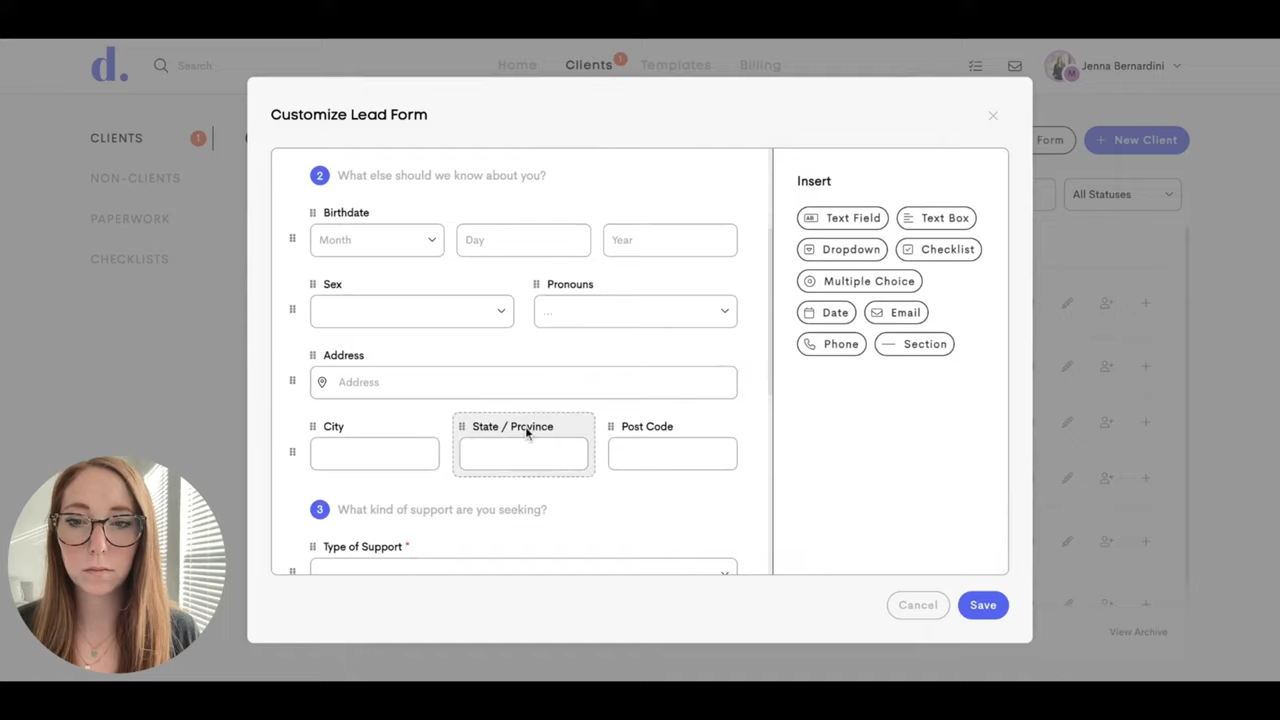 d.
Search
Home
Clients
1
Templates
Billing
Jenna Bernardini
M
CLIENTS
1
NON-CLIENTS
PAPERWORK
CHECKLISTS
Form
+ New Client
All Statuses
View Archive
Customize Lead Form
2 What else should we know about you?
Birthdate
Month
Day
Year
Sex
Pronouns
...
Address
Address
City
State / Province
Post Code
3 What kind of support are you seeking?
Type of Support *
Insert
AB Text Field
Text Box
Dropdown
Checklist
Multiple Choice
Date
Email
Phone
Section
Cancel
Save